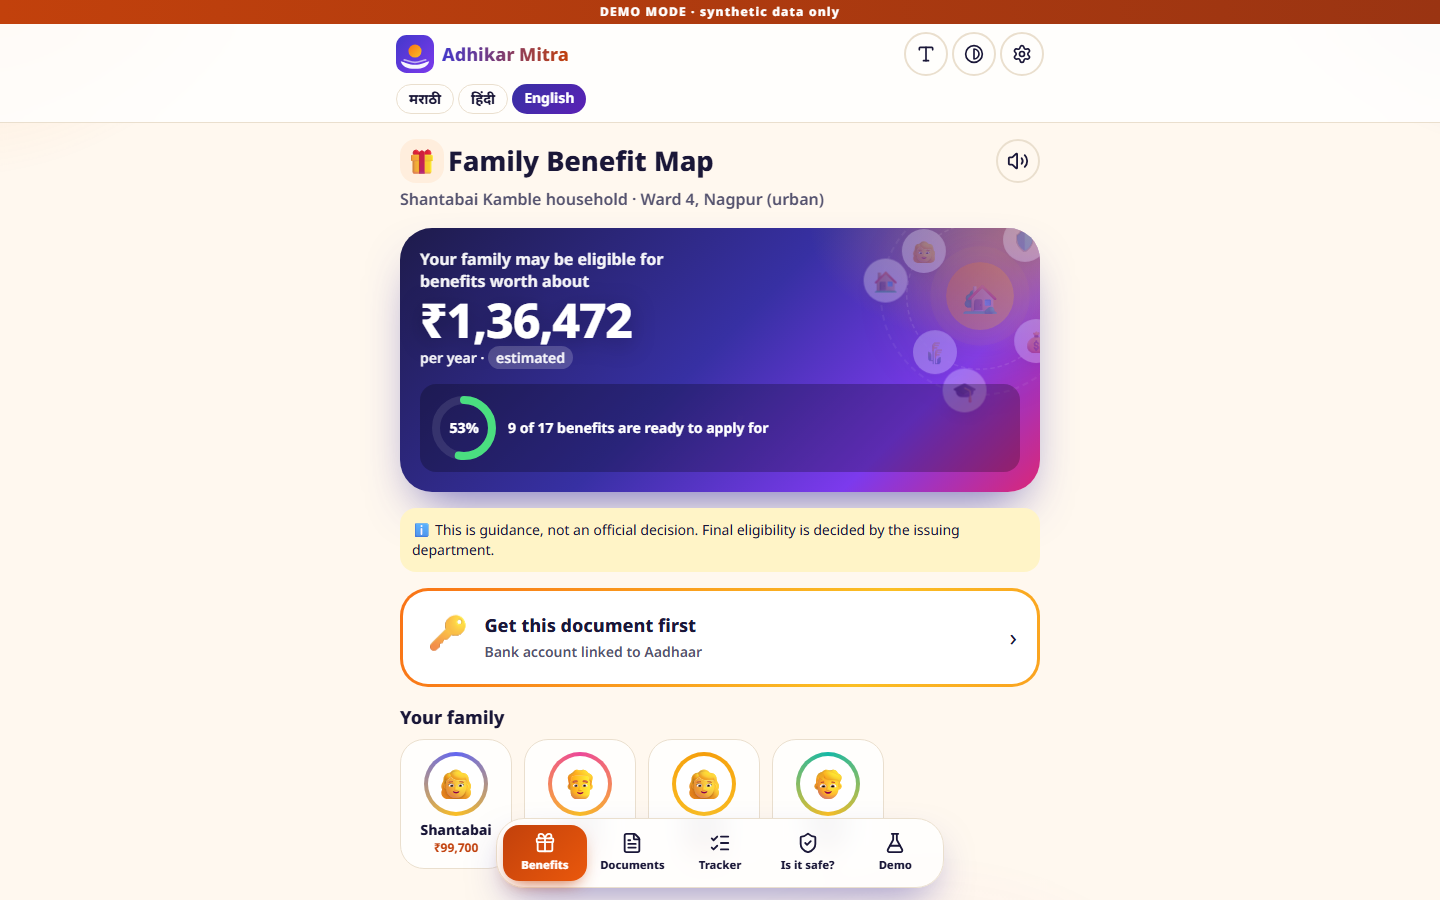 DEMO MODE · synthetic data only
Adhikar Mitra
मराठी
हिंदी
English
Family Benefit Map
Shantabai Kamble household · Ward 4, Nagpur (urban)
Your family may be eligible for
benefits worth about
₹1,36,472
per year · estimated
53%
9 of 17 benefits are ready to apply for
This is guidance, not an official decision. Final eligibility is decided by the issuing
department.
Get this document first
Bank account linked to Aadhaar
Your family
Shantabai
₹99,700
Benefits
Documents
Tracker
Is it safe?
Demo